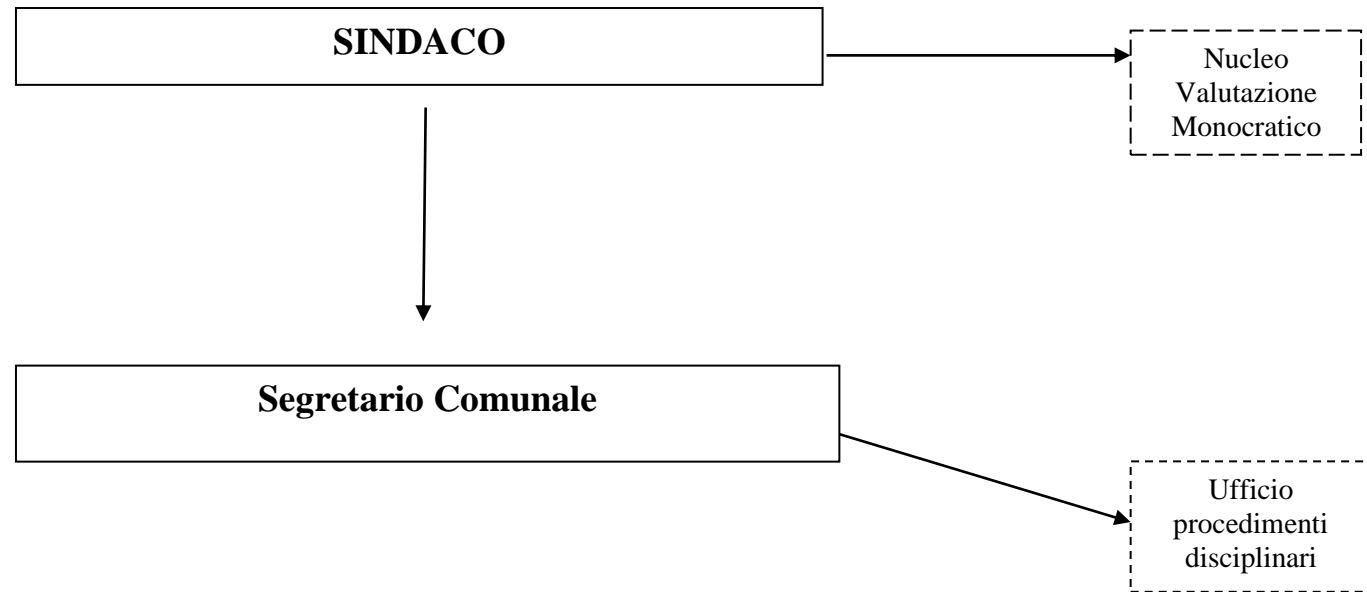 SINDACO
Nucleo
Valutazione
Monocratico
Segretario Comunale
Ufficio
procedimenti
disciplinari